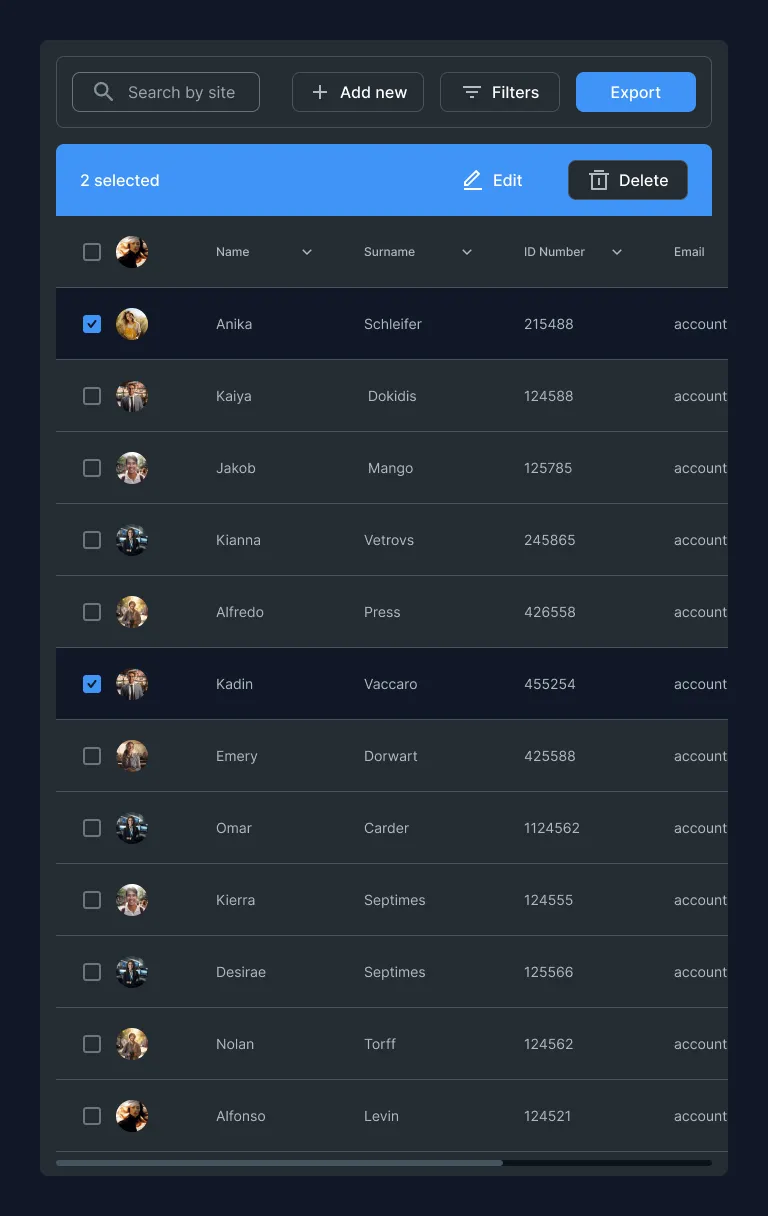 Search by site Add new Filters Export
2 selected Edit Delete
Name Surname ID Number Email
Anika Schleifer 215488 account
Kaiya Dokidis 124588 account
Jakob Mango 125785 account
Kianna Vetrovs 245865 account
Alfredo Press 426558 account
Kadin Vaccaro 455254 account
Emery Dorwart 425588 account
Omar Carder 1124562 account
Kierra Septimes 124555 account
Desirae Septimes 125566 account
Nolan Torff 124562 account
Alfonso Levin 124521 account